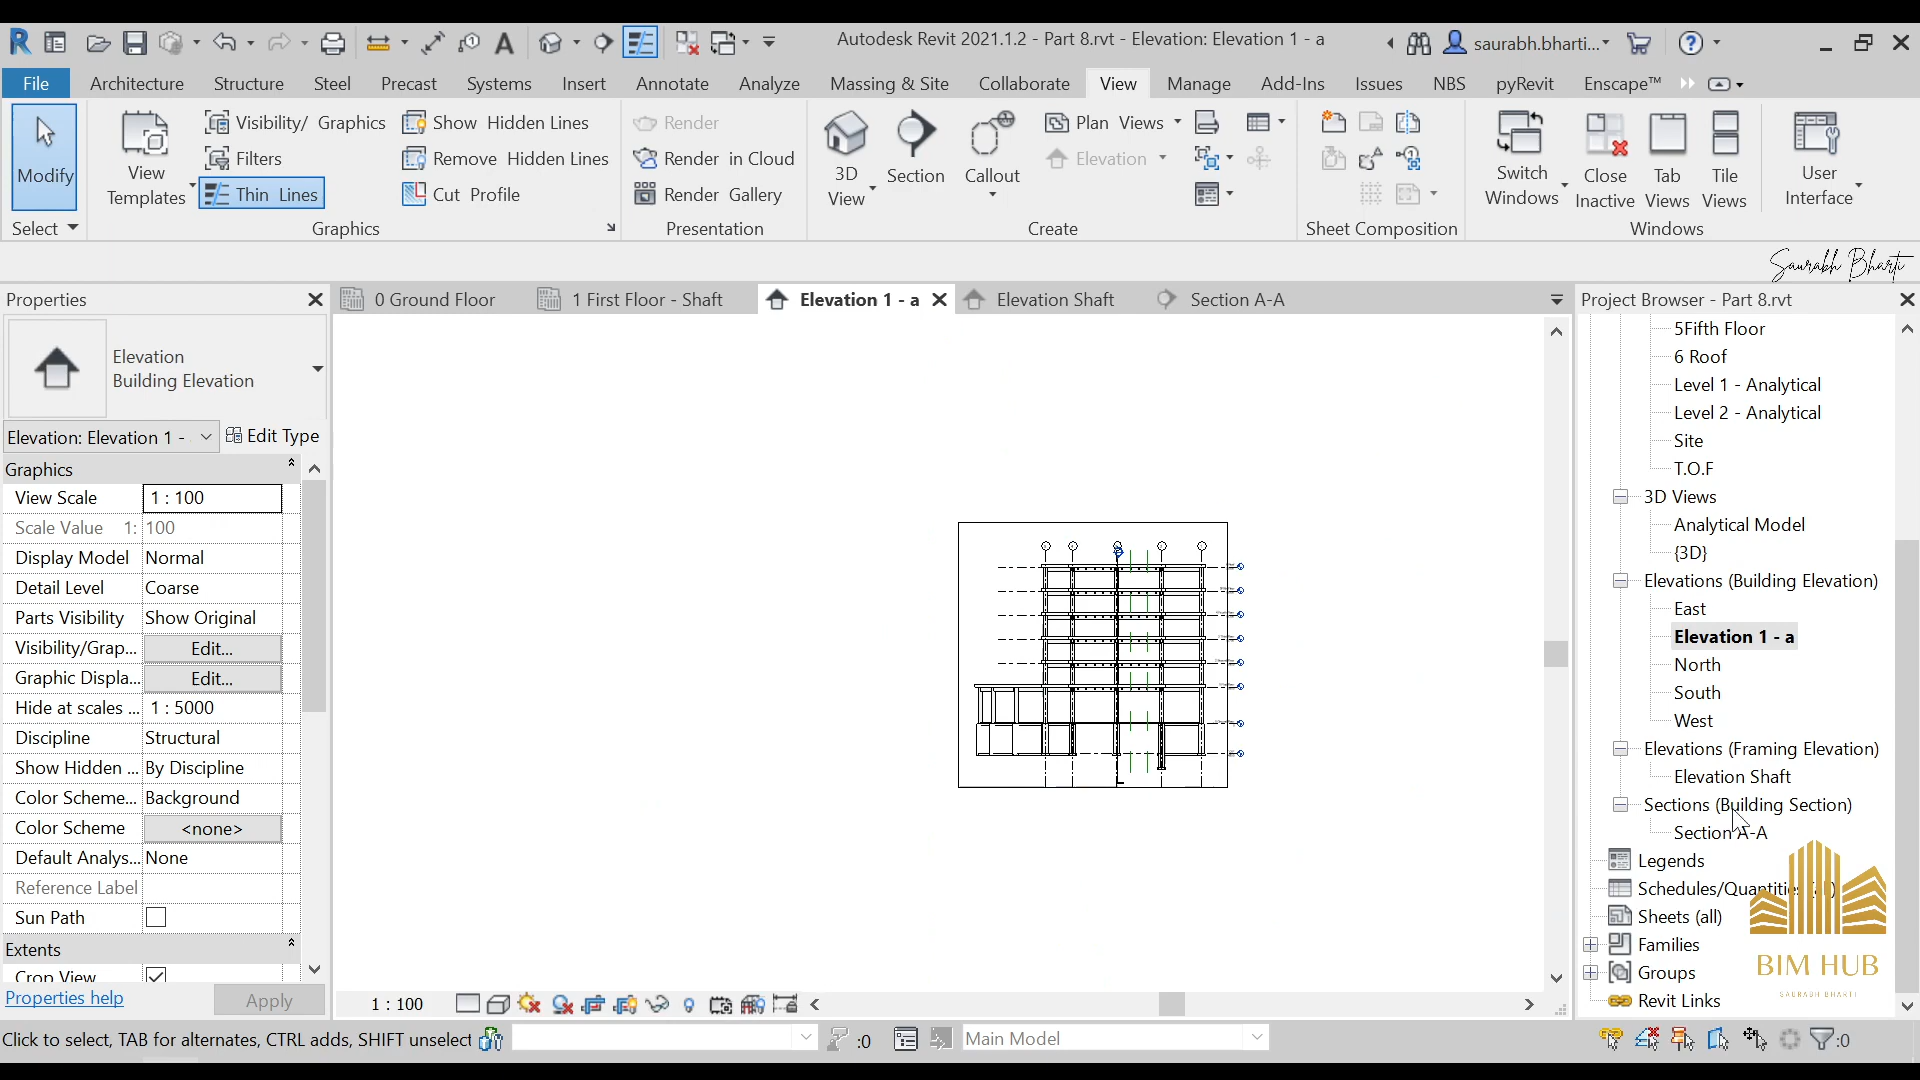 Autodesk Revit 2021.1.2 - Part 8.rvt - Elevation: Elevation 1 - a
saurabh.bharti...
File Architecture Structure Steel Precast Systems Insert Annotate Analyze Massing & Site Collaborate View Manage Add-Ins Issues NBS pyRevit Enscape™
Modify
View Templates
Visibility/ Graphics
Filters
Thin Lines
Show Hidden Lines
Remove Hidden Lines
Cut Profile
Render
Render in Cloud
Render Gallery
3D View
Section
Callout
Plan Views
Elevation
Switch Windows
Close Inactive
Tab Views
Tile Views
User Interface
Select Graphics Presentation Create Sheet Composition Windows
Saurabh Bharti
Properties
0 Ground Floor
1 First Floor - Shaft
Elevation 1 - a
Elevation Shaft
Section A-A
Project Browser - Part 8.rvt
Elevation
Building Elevation
Elevation: Elevation 1 -
Edit Type
Graphics
View Scale 1 : 100
Scale Value 1: 100
Display Model Normal
Detail Level Coarse
Parts Visibility Show Original
Visibility/Grap... Edit...
Graphic Displa... Edit...
Hide at scales ... 1 : 5000
Discipline Structural
Show Hidden ... By Discipline
Color Scheme... Background
Color Scheme <none>
Default Analys... None
Reference Label
Sun Path
Extents
Crop View
Properties help
Apply
5Fifth Floor
6 Roof
Level 1 - Analytical
Level 2 - Analytical
Site
T.O.F
3D Views
Analytical Model
{3D}
Elevations (Building Elevation)
East
Elevation 1 - a
North
South
West
Elevations (Framing Elevation)
Elevation Shaft
Sections (Building Section)
Section A-A
Legends
Schedules/Quantities
Sheets (all)
Families
Groups
Revit Links
BIM HUB
SAURABH BHARTI
1 : 100
Click to select, TAB for alternates, CTRL adds, SHIFT unselect
:0
Main Model
:0